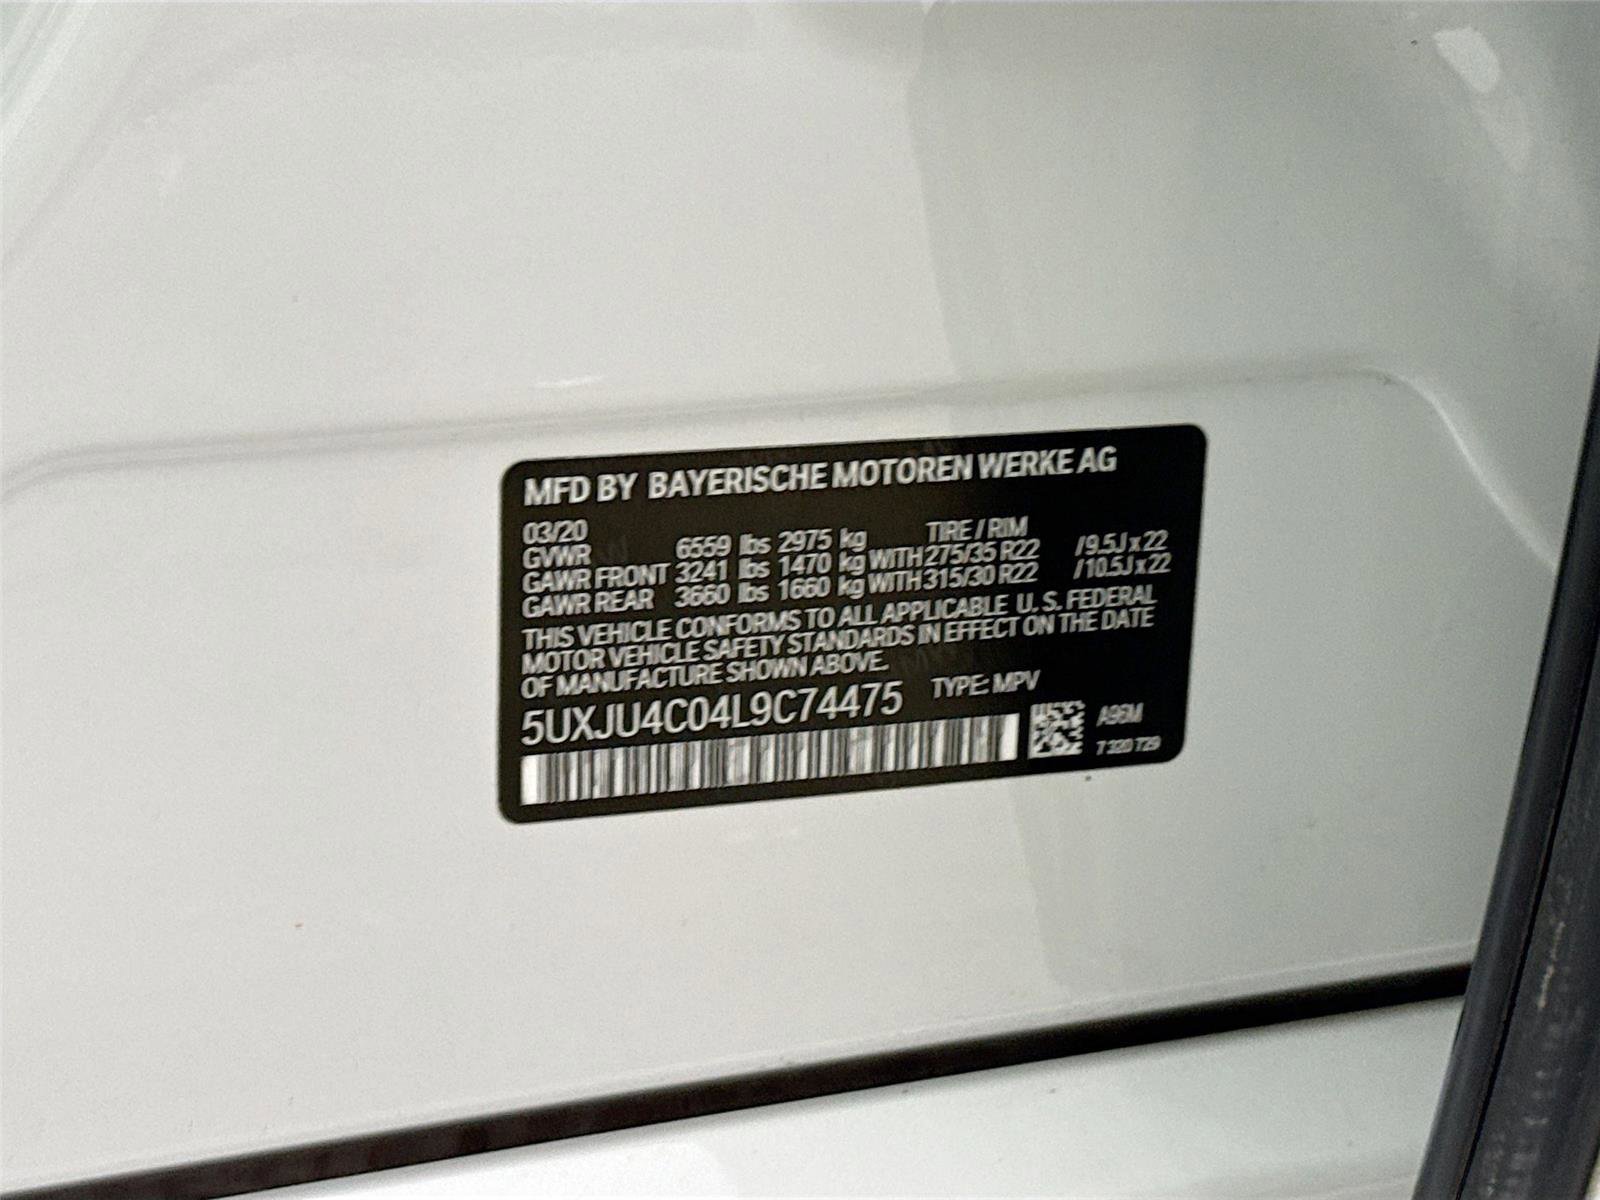 MFD BY BAYERISCHE MOTOREN WERKE AG
03/20 TIRE / RIM
GVWR 6559 lbs 2975 kg
GAWR FRONT 3241 lbs 1470 kg WITH 275/35 R22 /9.5J x 22
GAWR REAR 3660 lbs 1660 kg WITH 315/30 R22 /10.5J x 22
THIS VEHICLE CONFORMS TO ALL APPLICABLE U. S. FEDERAL
MOTOR VEHICLE SAFETY STANDARDS IN EFFECT ON THE DATE
OF MANUFACTURE SHOWN ABOVE.
5UXJU4C04L9C74475 TYPE: MPV
A96M
7 320 729